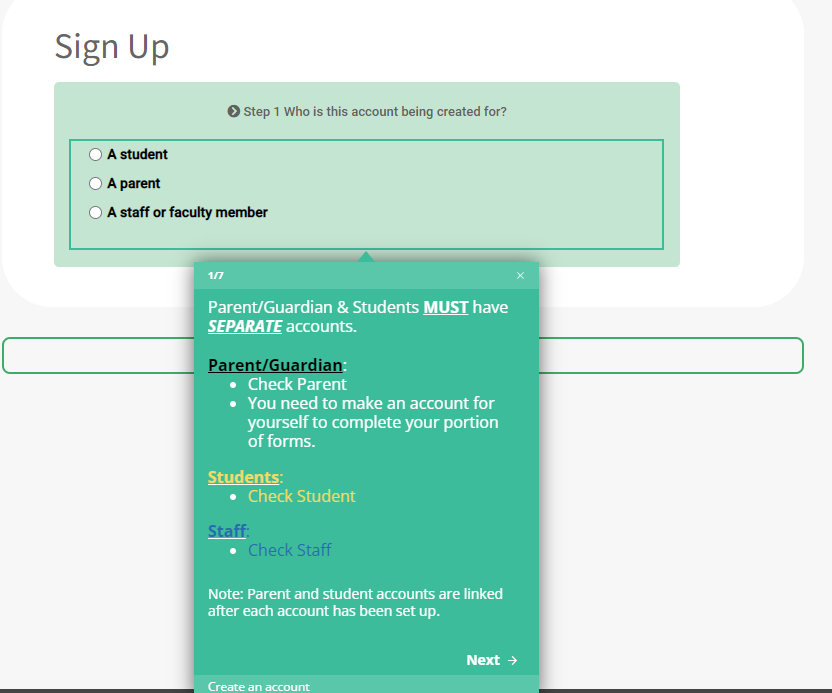 Sign Up
Step 1 Who is this account being created for?
A student
A parent
A staff or faculty member
1/7
×
Parent/Guardian & Students MUST have
SEPARATE accounts.
Parent/Guardian:
• Check Parent
• You need to make an account for
yourself to complete your portion
of forms.
Students:
• Check Student
Staff:
• Check Staff
Note: Parent and student accounts are linked
after each account has been set up.
Next →
Create an account